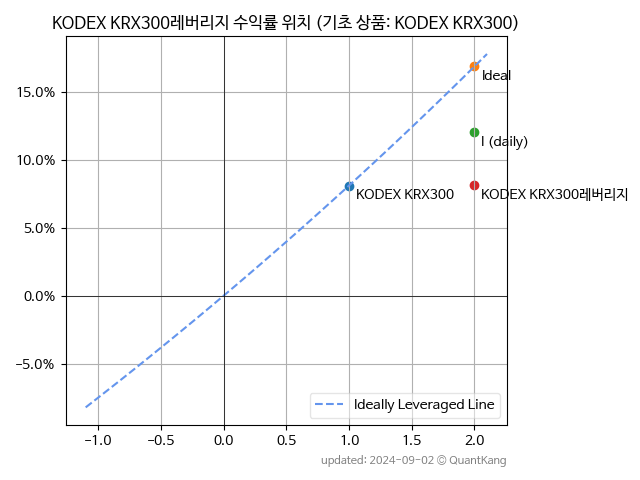 KODEX KRX300레버리지 수익률 위치 (기초 상품: KODEX KRX300)
15.0%
10.0%
5.0%
0.0%
−5.0%
Ideal
I (daily)
KODEX KRX300
KODEX KRX300레버리지
Ideally Leveraged Line
−1.0 −0.5 0.0 0.5 1.0 1.5 2.0
updated: 2024-09-02 © QuantKang